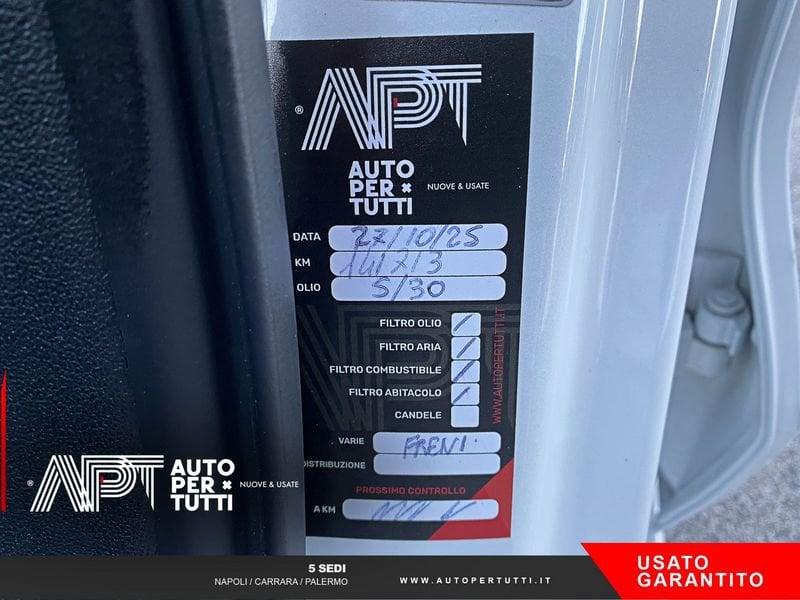 APT
®
AUTO
PER
TUTTI
NUOVE & USATE
DATA 27/10/25
KM 141713
OLIO 5/30
FILTRO OLIO /
FILTRO ARIA /
FILTRO COMBUSTIBILE /
FILTRO ABITACOLO /
CANDELE
WWW.AUTOPERTUTTI.IT
VARIE FRENI.
DISTRIBUZIONE
PROSSIMO CONTROLLO
A KM
® APT
AUTO
PER
TUTTI
NUOVE & USATE
5 SEDI
NAPOLI / CARRARA / PALERMO
WWW.AUTOPERTUTTI.IT
USATO
GARANTITO